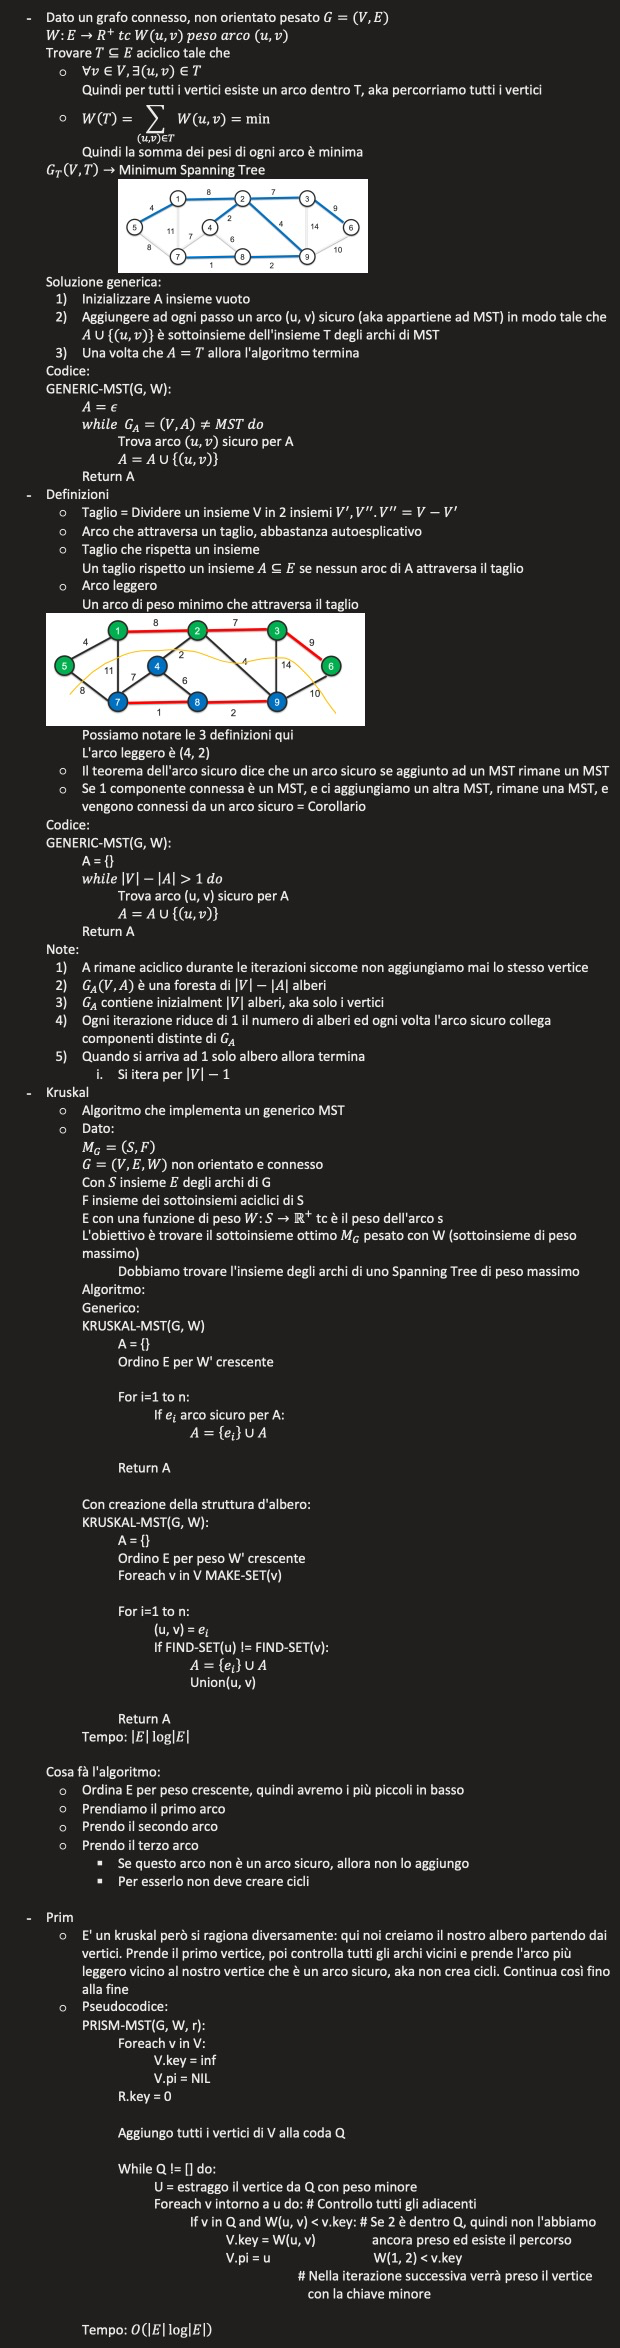 - Dato un grafo connesso, non orientato pesato G = (V, E)
W: E → R⁺ tc W(u, v) peso arco (u, v)
Trovare T ⊆ E aciclico tale che
○ ∀v ∈ V, ∃(u, v) ∈ T
Quindi per tutti i vertici esiste un arco dentro T, aka percorriamo tutti i vertici
○ W(T) = ∑ W(u, v) = min
(u,v)∈T
Quindi la somma dei pesi di ogni arco è minima
G_T(V, T) → Minimum Spanning Tree
1 8 2 7 3
4 9
5 11 4 2 4 14 6
8 7 6 10
7 1 8 2 9
Soluzione generica:
1) Inizializzare A insieme vuoto
2) Aggiungere ad ogni passo un arco (u, v) sicuro (aka appartiene ad MST) in modo tale che
A ∪ {(u, v)} è sottoinsieme dell'insieme T degli archi di MST
3) Una volta che A = T allora l'algoritmo termina
Codice:
GENERIC-MST(G, W):
A = ϵ
while G_A = (V, A) ≠ MST do
Trova arco (u, v) sicuro per A
A = A ∪ {(u, v)}
Return A
- Definizioni
○ Taglio = Dividere un insieme V in 2 insiemi V′, V′′. V′′ = V − V′
○ Arco che attraversa un taglio, abbastanza autoesplicativo
○ Taglio che rispetta un insieme
Un taglio rispetto un insieme A ⊆ E se nessun aroc di A attraversa il taglio
○ Arco leggero
Un arco di peso minimo che attraversa il taglio
1 8 2 7 3
4 9
5 11 4 2 4 14 6
8 7 6 10
7 1 8 2 9
Possiamo notare le 3 definizioni qui
L'arco leggero è (4, 2)
○ Il teorema dell'arco sicuro dice che un arco sicuro se aggiunto ad un MST rimane un MST
○ Se 1 componente connessa è un MST, e ci aggiungiamo un altra MST, rimane una MST, e
vengono connessi da un arco sicuro = Corollario
Codice:
GENERIC-MST(G, W):
A = {}
while |V| − |A| > 1 do
Trova arco (u, v) sicuro per A
A = A ∪ {(u, v)}
Return A
Note:
1) A rimane aciclico durante le iterazioni siccome non aggiungiamo mai lo stesso vertice
2) G_A(V, A) è una foresta di |V| − |A| alberi
3) G_A contiene inizialment |V| alberi, aka solo i vertici
4) Ogni iterazione riduce di 1 il numero di alberi ed ogni volta l'arco sicuro collega
componenti distinte di G_A
5) Quando si arriva ad 1 solo albero allora termina
i. Si itera per |V| − 1
- Kruskal
○ Algoritmo che implementa un generico MST
○ Dato:
M_G = (S, F)
G = (V, E, W) non orientato e connesso
Con S insieme E degli archi di G
F insieme dei sottoinsiemi aciclici di S
E con una funzione di peso W: S → ℝ⁺ tc è il peso dell'arco s
L'obiettivo è trovare il sottoinsieme ottimo M_G pesato con W (sottoinsieme di peso
massimo)
Dobbiamo trovare l'insieme degli archi di uno Spanning Tree di peso massimo
Algoritmo:
Generico:
KRUSKAL-MST(G, W)
A = {}
Ordino E per W' crescente
For i=1 to n:
If e_i arco sicuro per A:
A = {e_i} ∪ A
Return A
Con creazione della struttura d'albero:
KRUSKAL-MST(G, W):
A = {}
Ordino E per peso W' crescente
Foreach v in V MAKE-SET(v)
For i=1 to n:
(u, v) = e_i
If FIND-SET(u) != FIND-SET(v):
A = {e_i} ∪ A
Union(u, v)
Return A
Tempo: |E| log|E|
Cosa fà l'algoritmo:
○ Ordina E per peso crescente, quindi avremo i più piccoli in basso
○ Prendiamo il primo arco
○ Prendo il secondo arco
○ Prendo il terzo arco
▪ Se questo arco non è un arco sicuro, allora non lo aggiungo
▪ Per esserlo non deve creare cicli
- Prim
○ E' un kruskal però si ragiona diversamente: qui noi creiamo il nostro albero partendo dai
vertici. Prende il primo vertice, poi controlla tutti gli archi vicini e prende l'arco più
leggero vicino al nostro vertice che è un arco sicuro, aka non crea cicli. Continua così fino
alla fine
○ Pseudocodice:
PRISM-MST(G, W, r):
Foreach v in V:
V.key = inf
V.pi = NIL
R.key = 0
Aggiungo tutti i vertici di V alla coda Q
While Q != [] do:
U = estraggo il vertice da Q con peso minore
Foreach v intorno a u do: # Controllo tutti gli adiacenti
If v in Q and W(u, v) < v.key: # Se 2 è dentro Q, quindi non l'abbiamo
V.key = W(u, v) ancora preso ed esiste il percorso
V.pi = u W(1, 2) < v.key
# Nella iterazione successiva verrà preso il vertice
con la chiave minore
Tempo: O(|E| log|E|)